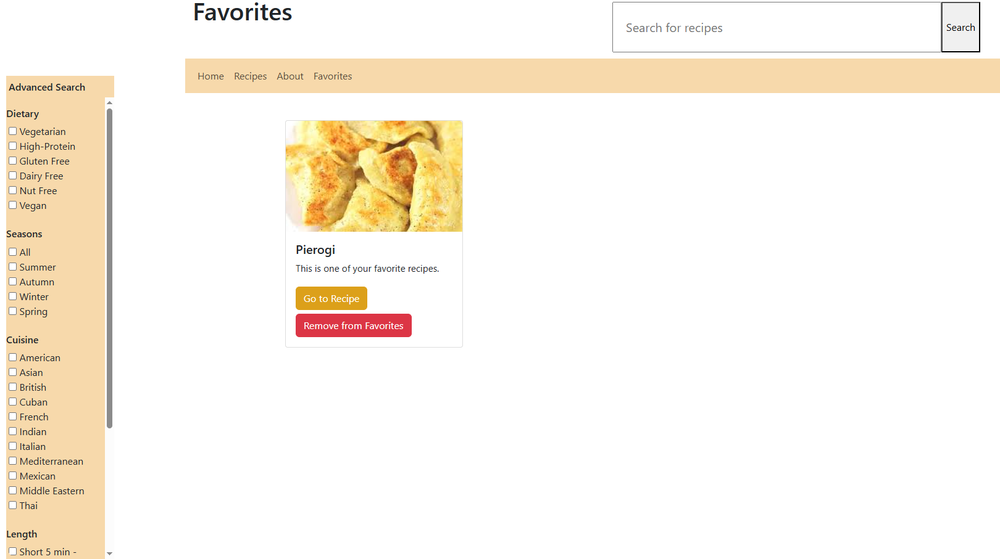 Favorites
Search for recipes
Search
Home Recipes About Favorites
Advanced Search
Dietary
Vegetarian
High-Protein
Gluten Free
Dairy Free
Nut Free
Vegan
Seasons
All
Summer
Autumn
Winter
Spring
Cuisine
American
Asian
British
Cuban
French
Indian
Italian
Mediterranean
Mexican
Middle Eastern
Thai
Length
Short 5 min -
Pierogi
This is one of your favorite recipes.
Go to Recipe
Remove from Favorites